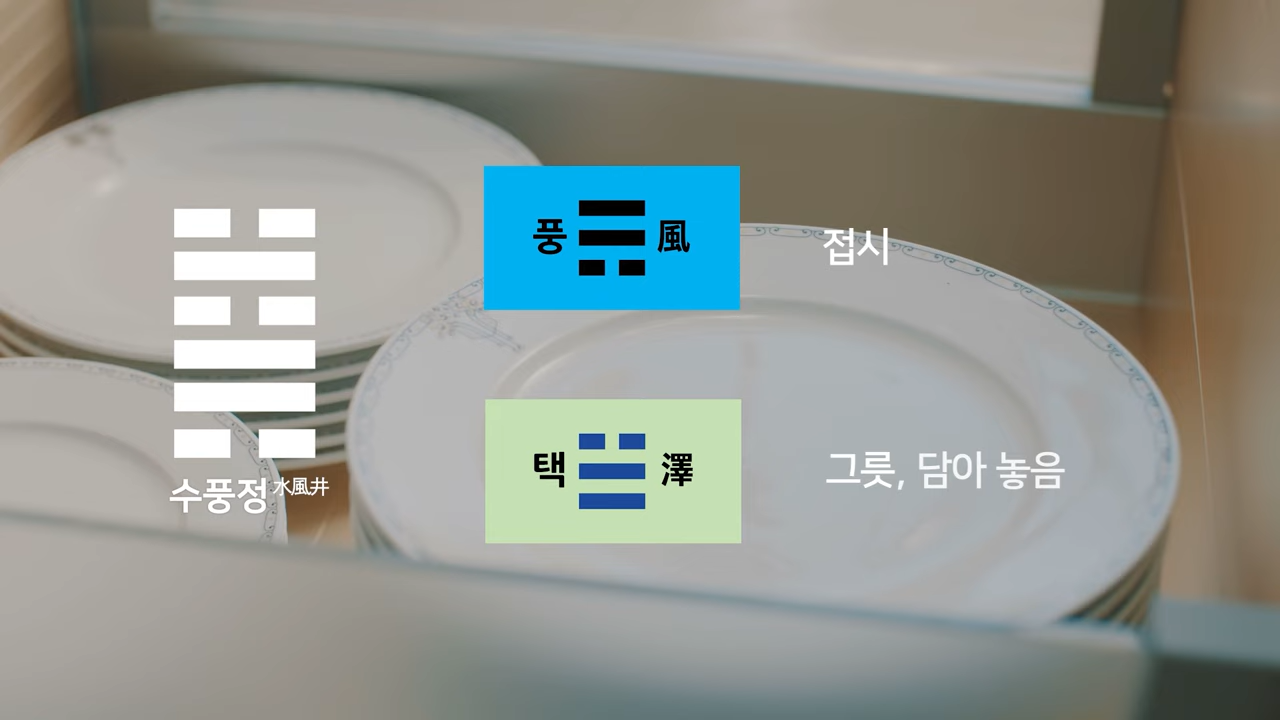 풍 風
접시
택 澤
그릇, 담아 놓음
수풍정 水風井